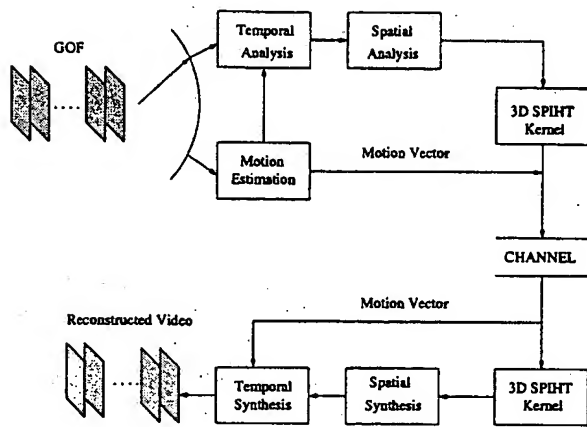 GOF
Temporal
Analysis
Spatial
Analysis
3D SPIHT
Kernel
Motion
Estimation
Motion Vector
CHANNEL
Motion Vector
Reconstructed Video
Temporal
Synthesis
Spatial
Synthesis
3D SPIHT
Kernel